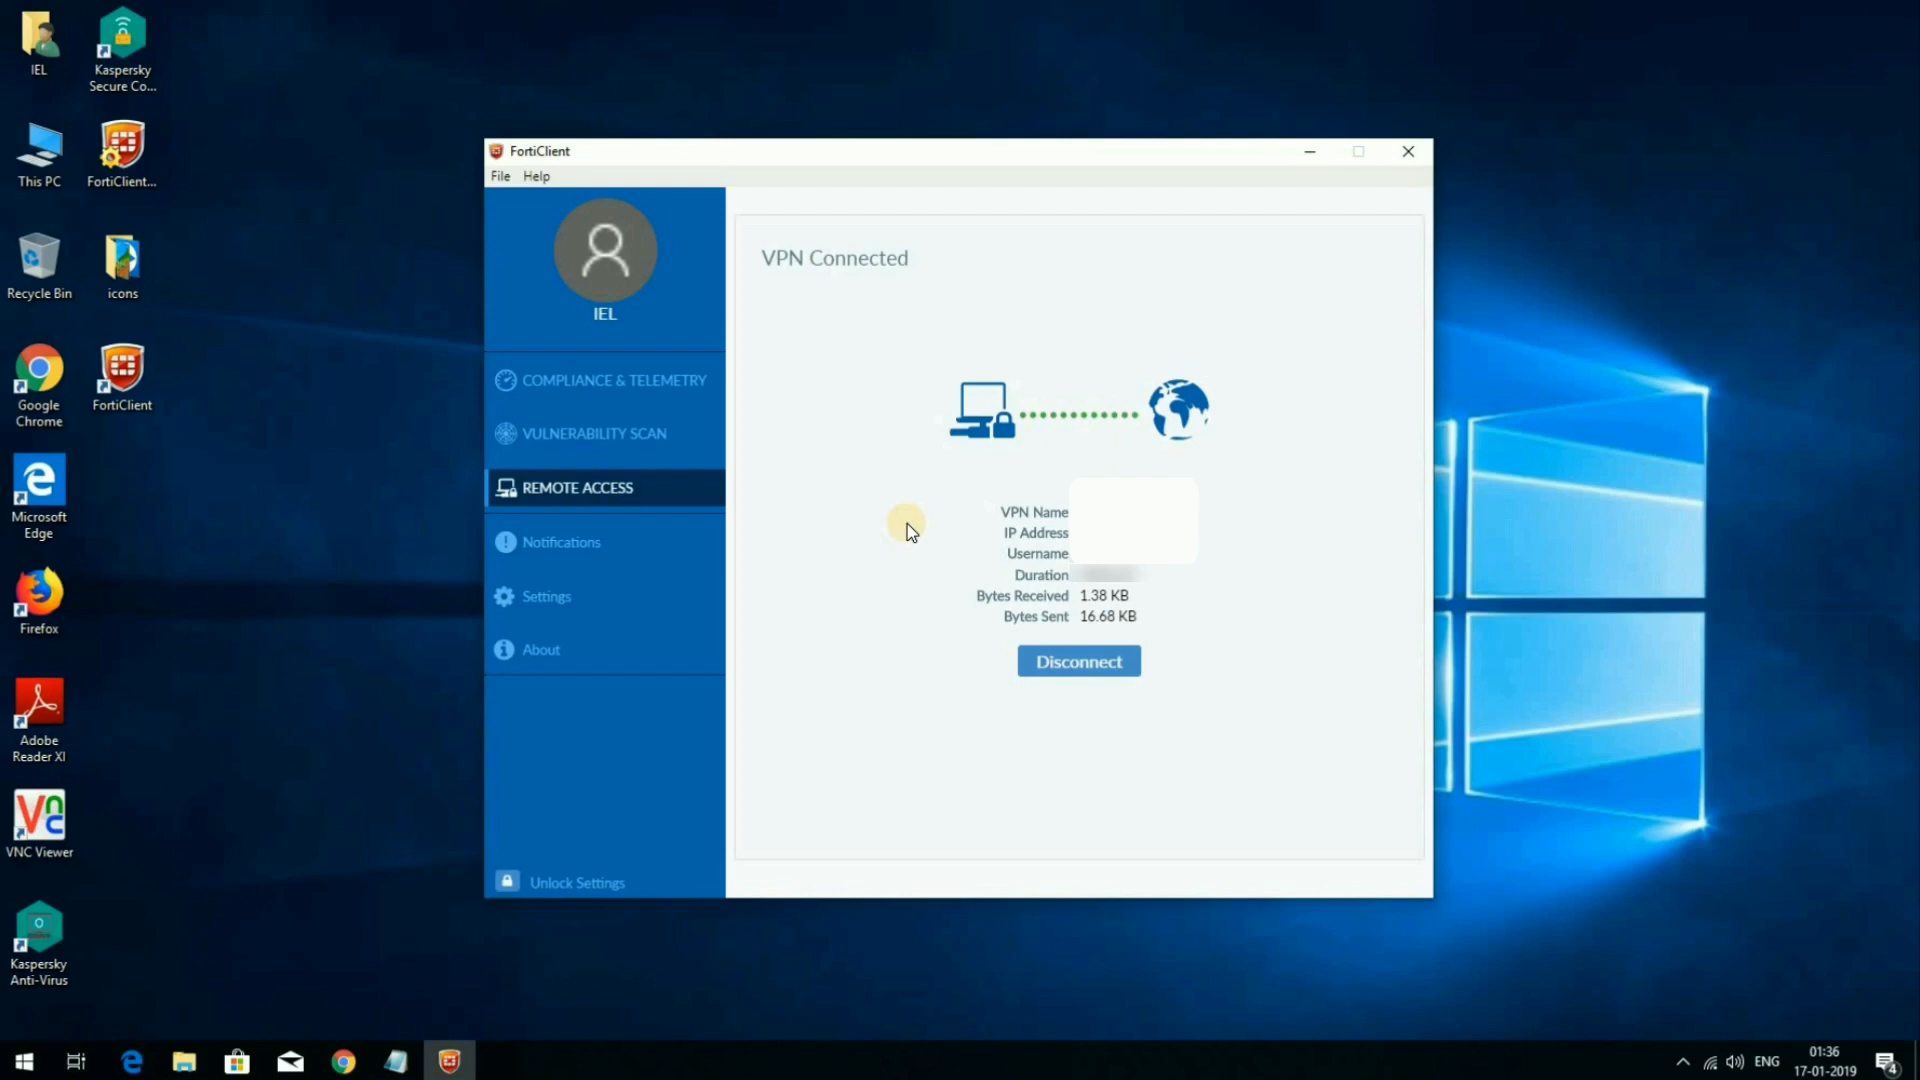 IEL
Kaspersky
Secure Co...
This PC
FortiClient...
Recycle Bin
icons
Google
Chrome
FortiClient
Microsoft
Edge
Firefox
Adobe
Reader XI
VNC Viewer
Kaspersky
Anti-Virus
FortiClient
File Help
IEL
COMPLIANCE & TELEMETRY
VULNERABILITY SCAN
REMOTE ACCESS
Notifications
Settings
About
Unlock Settings
VPN Connected
VPN Name
IP Address
Username
Duration
Bytes Received 1.38 KB
Bytes Sent 16.68 KB
Disconnect
ENG
01:36
17-01-2019
4